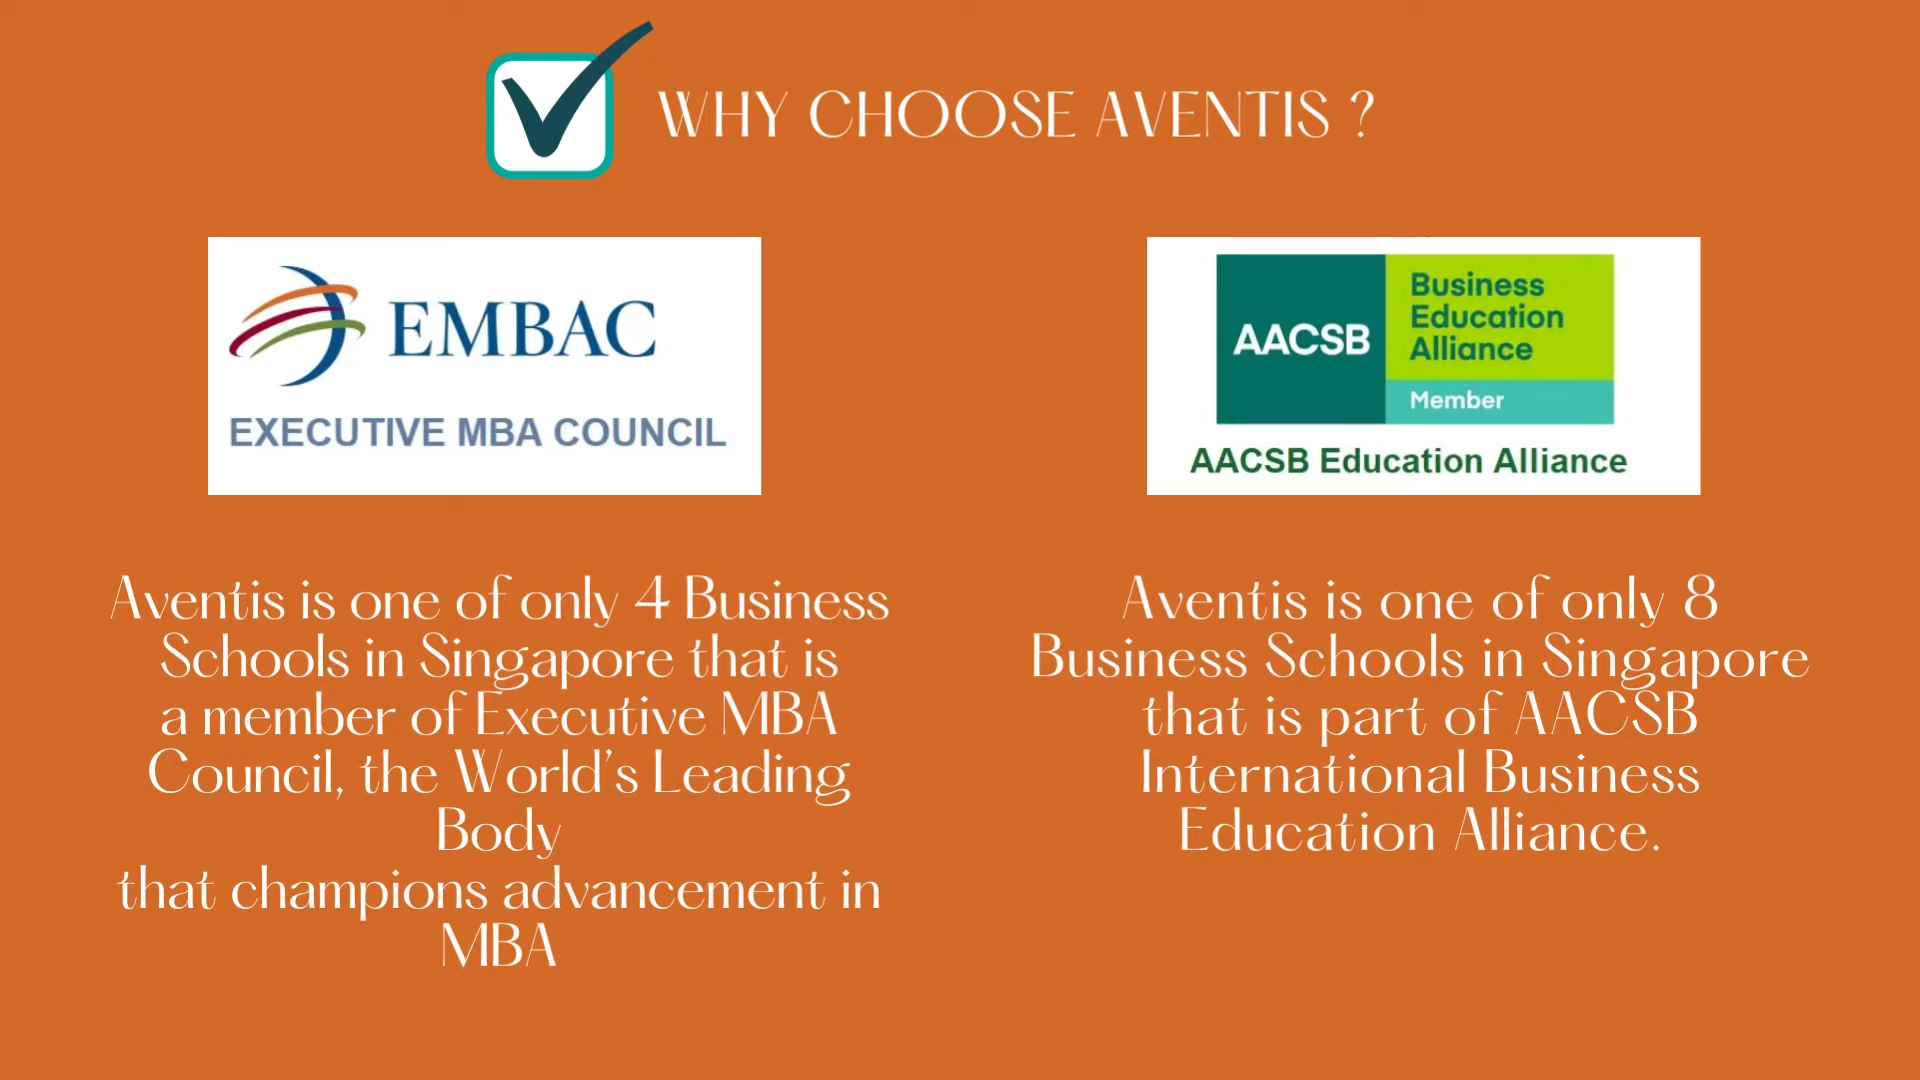 WHY CHOOSE AVENTIS ?
EMBAC
EXECUTIVE MBA COUNCIL
Aventis is one of only 4 Business
Schools in Singapore that is
a member of Executive MBA
Council, the World's Leading
Body
that champions advancement in
MBA
AACSB
Business
Education
Alliance
Member
AACSB Education Alliance
Aventis is one of only 8
Business Schools in Singapore
that is part of AACSB
International Business
Education Alliance.